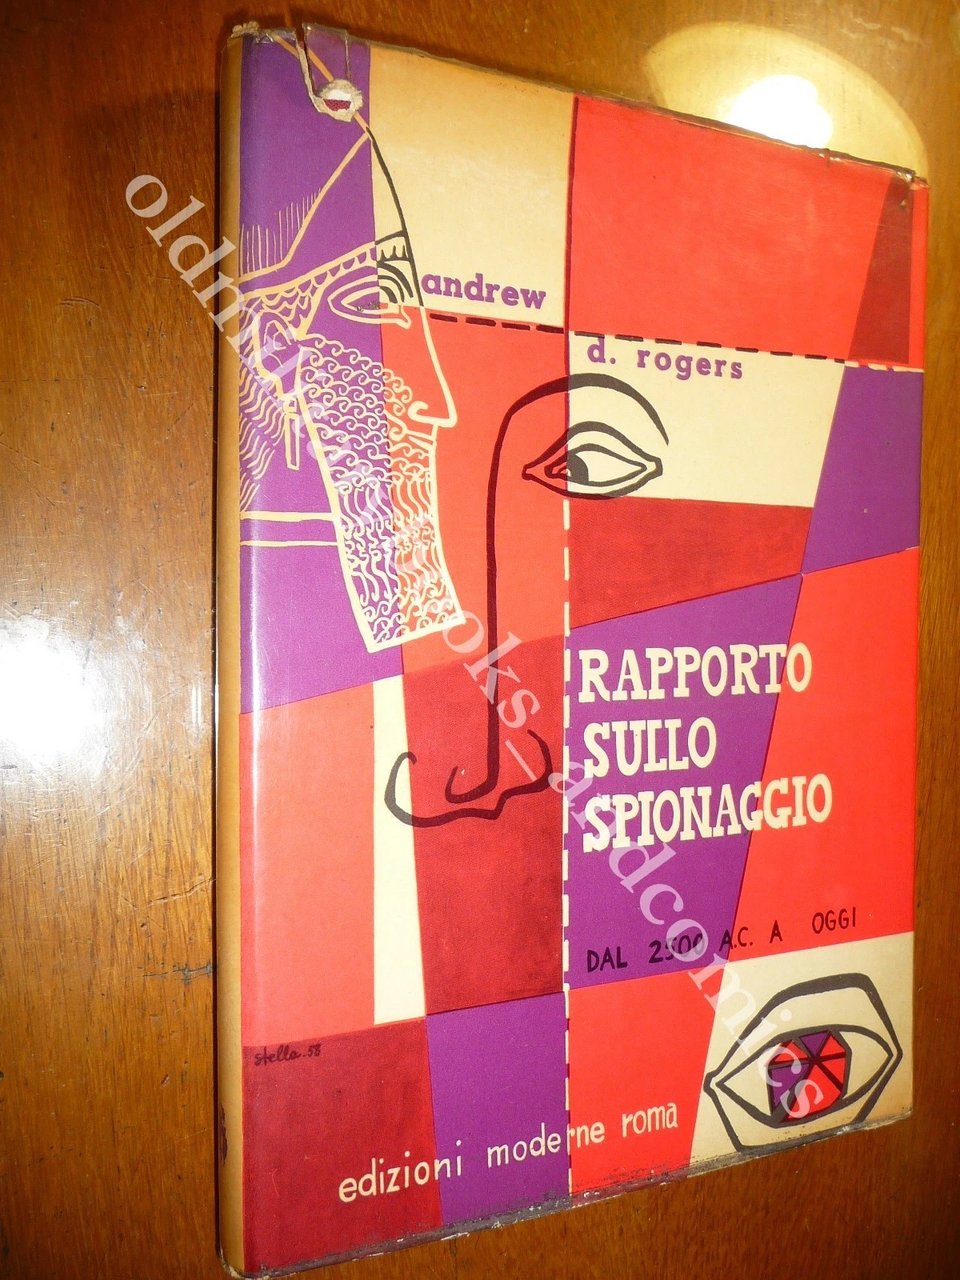 andrew
d. rogers
RAPPORTO
SULLO
SPIONAGGIO
DAL 2500 A.C. A OGGI
stella. 58
edizioni moderne roma